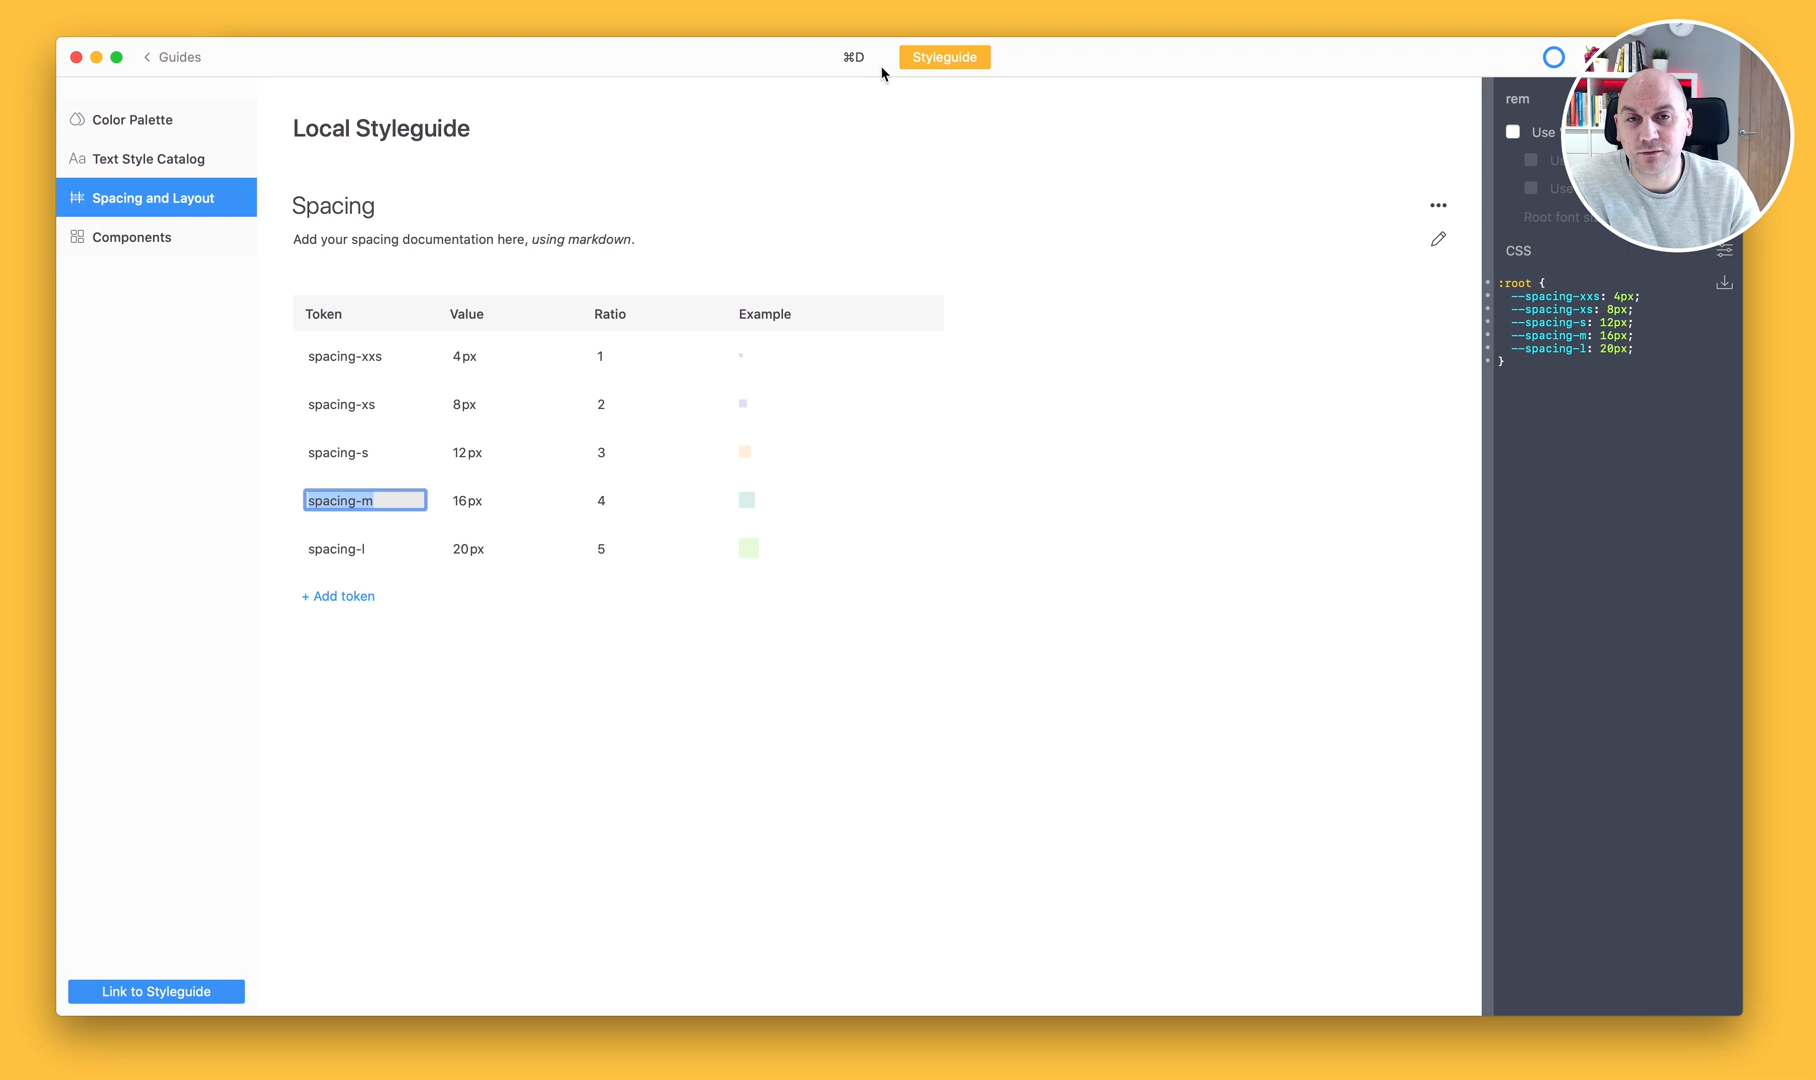 Guides
⌘D
Styleguide
Color Palette
Aa Text Style Catalog
Spacing and Layout
Components
Link to Styleguide
Local Styleguide
Spacing
Add your spacing documentation here, using markdown.
Token Value Ratio Example
spacing-xxs 4px 1
spacing-xs 8px 2
spacing-s 12px 3
spacing-m 16px 4
spacing-l 20px 5
+ Add token
rem
Use
Root font
CSS
:root {
--spacing-xxs: 4px;
--spacing-xs: 8px;
--spacing-s: 12px;
--spacing-m: 16px;
--spacing-l: 20px;
}